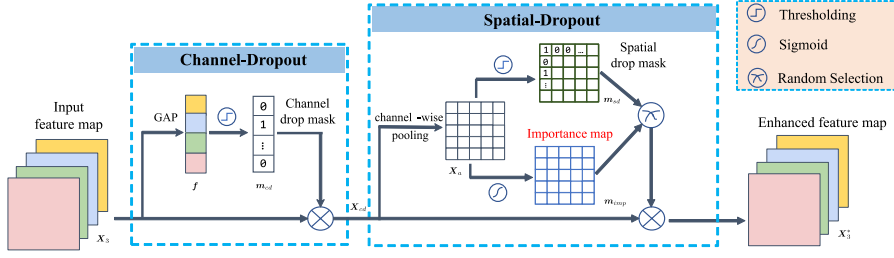 Spatial-Dropout
Thresholding
Sigmoid
Random Selection
Channel-Dropout
Input
feature map
GAP
0
1
⋮
0
Channel
drop mask
f
m_cd
X_3
X_cd
channel-wise
pooling
X_a
1 0 0 …
0
1
⋮
Spatial
drop mask
m_sd
Importance map
m_imp
Enhanced feature map
X_3^*